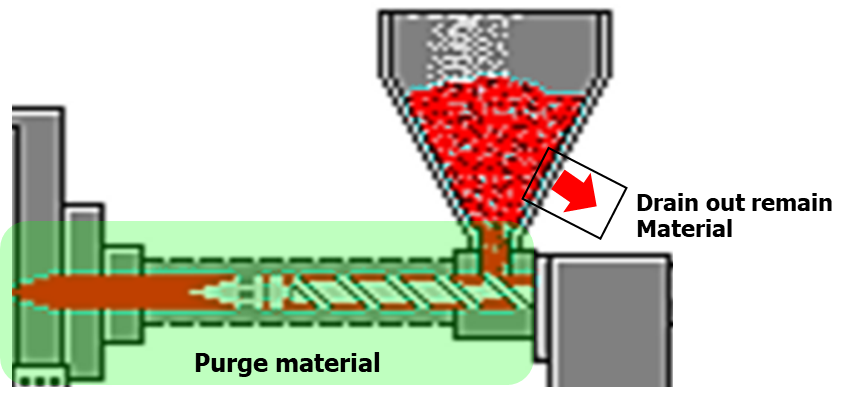 Drain out remain
Material
Purge material